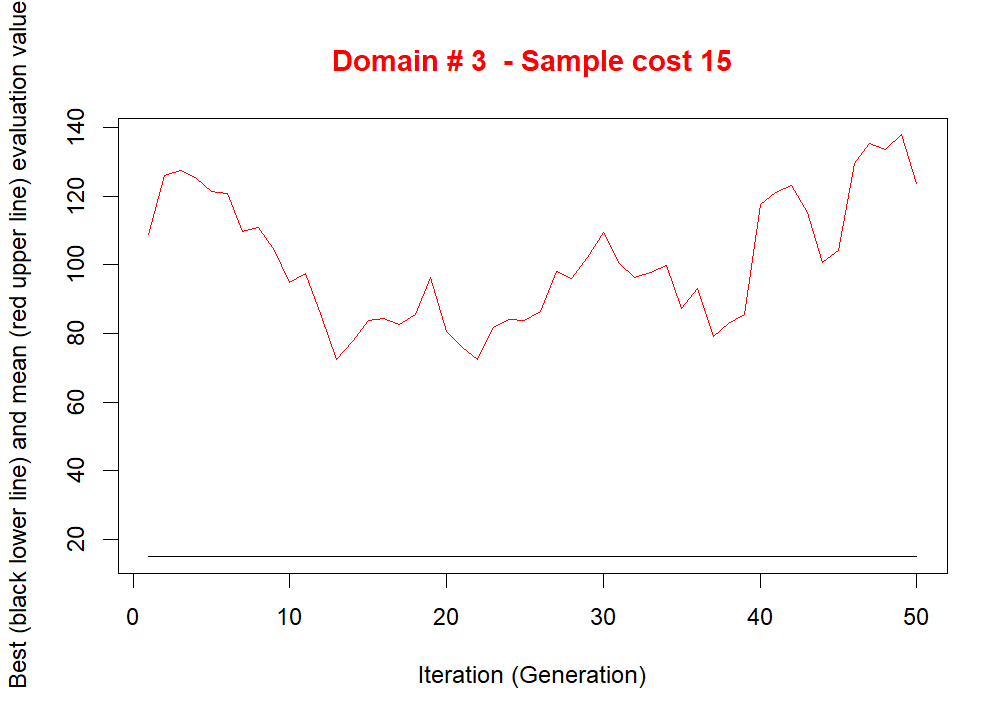 Domain # 3 - Sample cost 15
Best (black lower line) and mean (red upper line) evaluation value
140
120
100
80
60
40
20
0 10 20 30 40 50
Iteration (Generation)